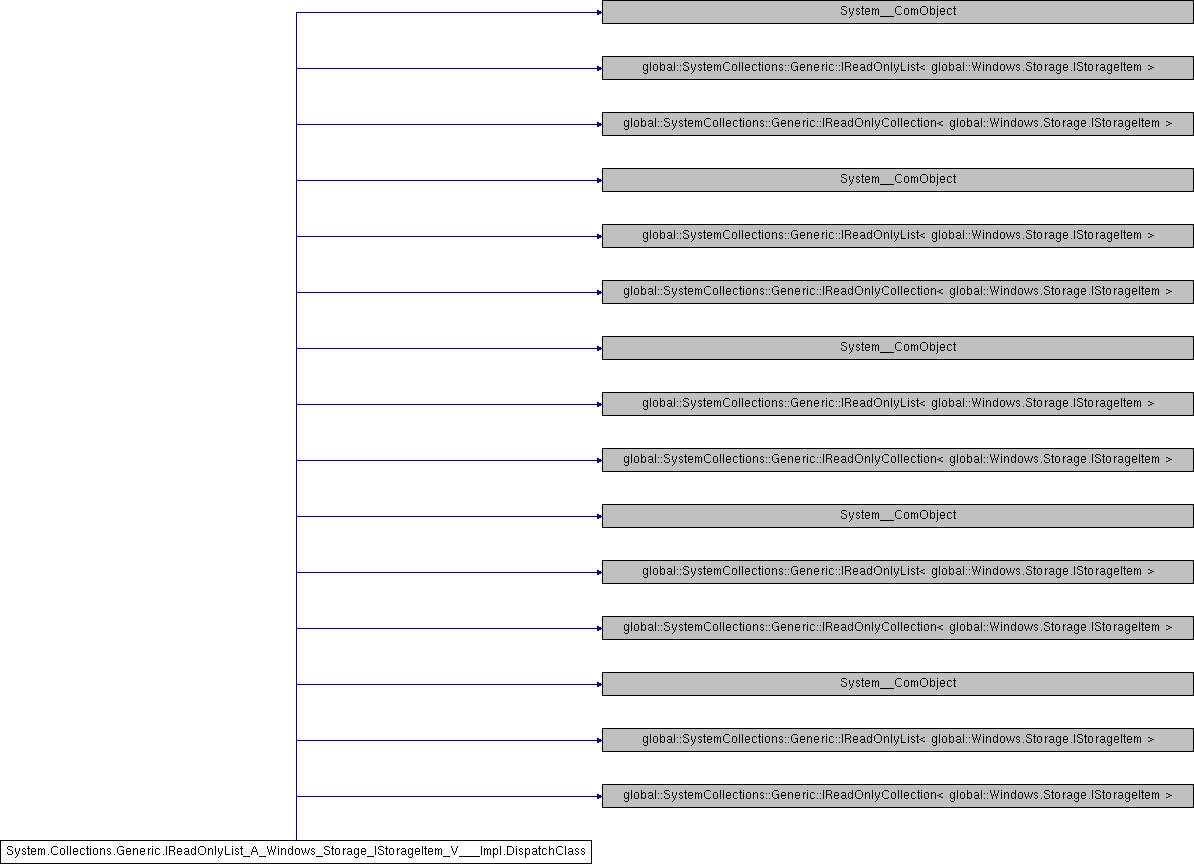 System__ComObject
global::SystemCollections::Generic::IReadOnlyList< global::Windows.Storage.IStorageItem >
global::SystemCollections::Generic::IReadOnlyCollection< global::Windows.Storage.IStorageItem >
System__ComObject
global::SystemCollections::Generic::IReadOnlyList< global::Windows.Storage.IStorageItem >
global::SystemCollections::Generic::IReadOnlyCollection< global::Windows.Storage.IStorageItem >
System__ComObject
global::SystemCollections::Generic::IReadOnlyList< global::Windows.Storage.IStorageItem >
global::SystemCollections::Generic::IReadOnlyCollection< global::Windows.Storage.IStorageItem >
System__ComObject
global::SystemCollections::Generic::IReadOnlyList< global::Windows.Storage.IStorageItem >
global::SystemCollections::Generic::IReadOnlyCollection< global::Windows.Storage.IStorageItem >
System__ComObject
global::SystemCollections::Generic::IReadOnlyList< global::Windows.Storage.IStorageItem >
global::SystemCollections::Generic::IReadOnlyCollection< global::Windows.Storage.IStorageItem >
System.Collections.Generic.IReadOnlyList_A_Windows_Storage_IStorageItem_V___Impl.DispatchClass